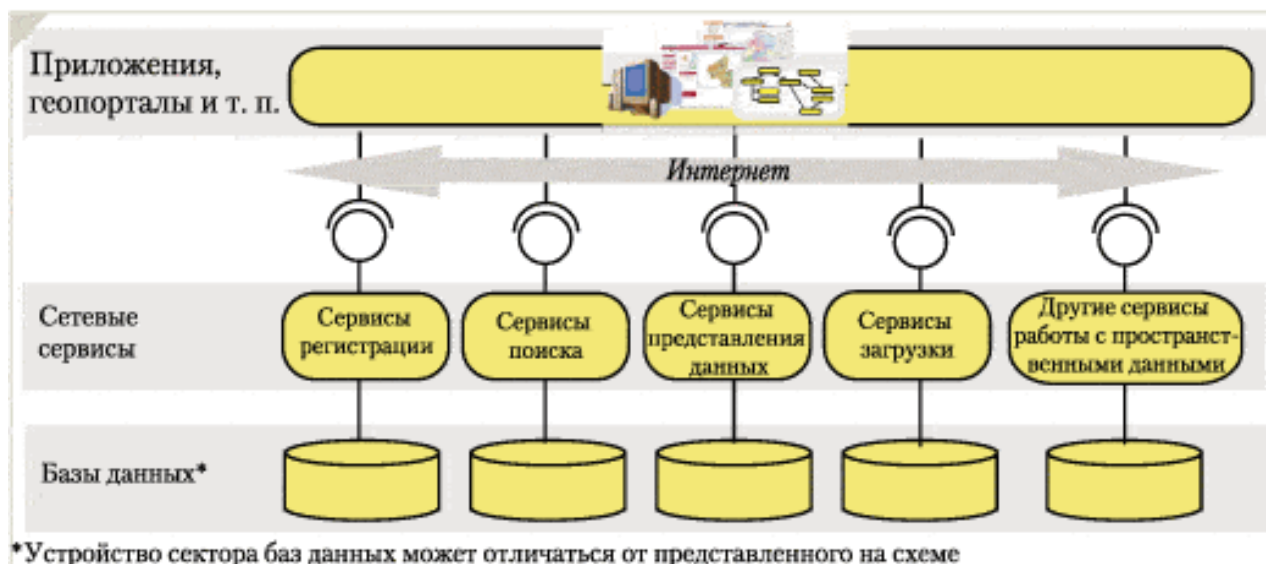 Приложения,
геопорталы и т. п.
Интернет
Сетевые
сервисы
Сервисы
регистрации
Сервисы
поиска
Сервисы
представления
данных
Сервисы
загрузки
Другие сервисы
работы с пространст-
венными данными
Базы данных*
*Устройство сектора баз данных может отличаться от представленного на схеме